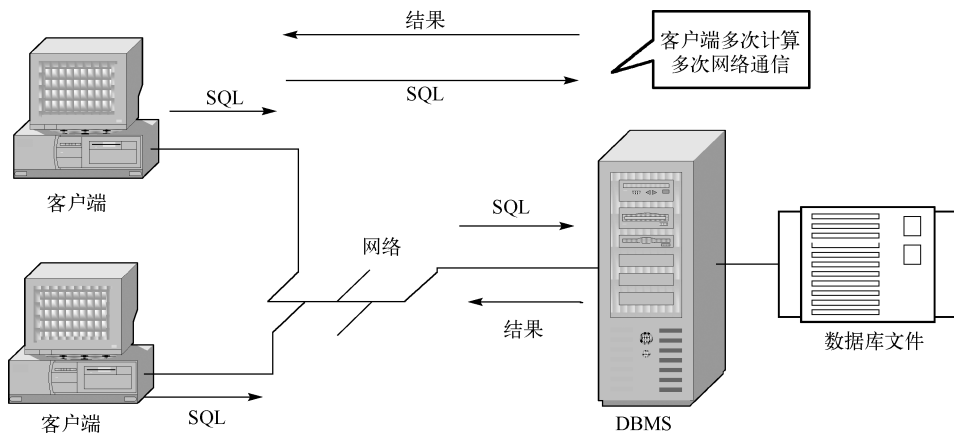 结果
客户端多次计算
多次网络通信
SQL
SQL
客户端
SQL
网络
结果
数据库文件
客户端
SQL
DBMS